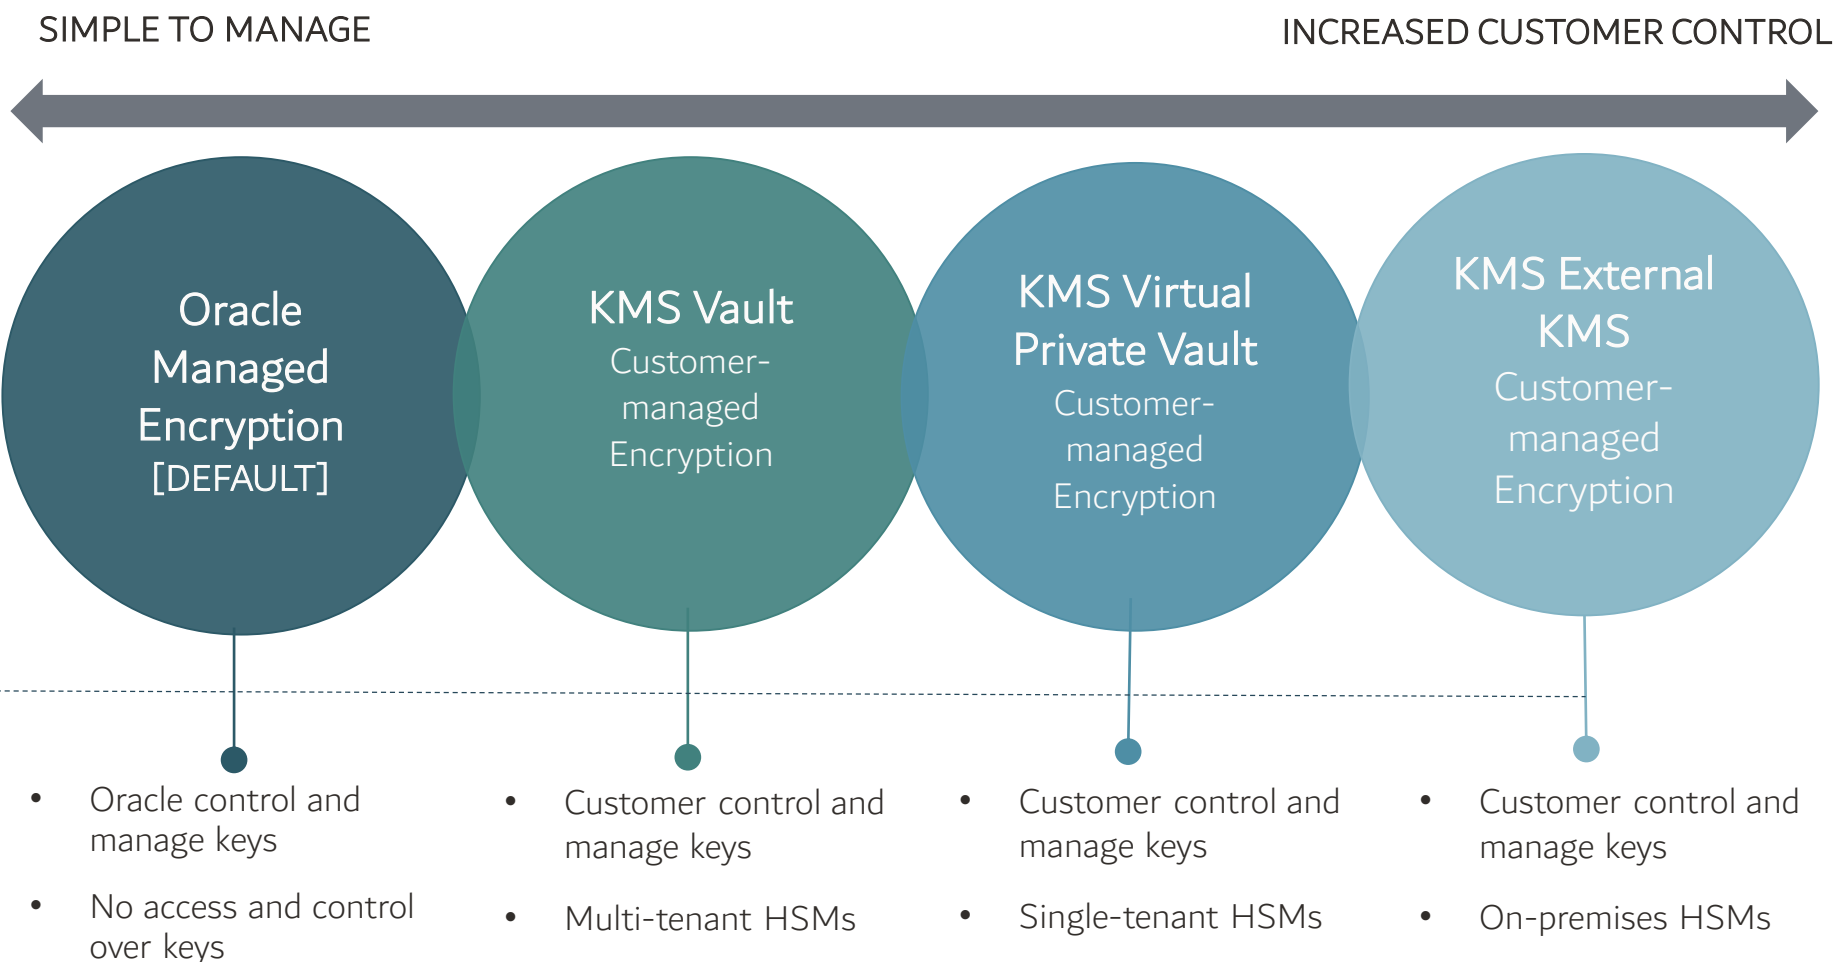 SIMPLE TO MANAGE
INCREASED CUSTOMER CONTROL
Oracle
Managed
Encryption
[DEFAULT]
KMS Vault
Customer-
managed
Encryption
KMS Virtual
Private Vault
Customer-
managed
Encryption
KMS External
KMS
Customer-
managed
Encryption
• Oracle control and
manage keys
• No access and control
over keys
• Customer control and
manage keys
• Multi-tenant HSMs
• Customer control and
manage keys
• Single-tenant HSMs
• Customer control and
manage keys
• On-premises HSMs